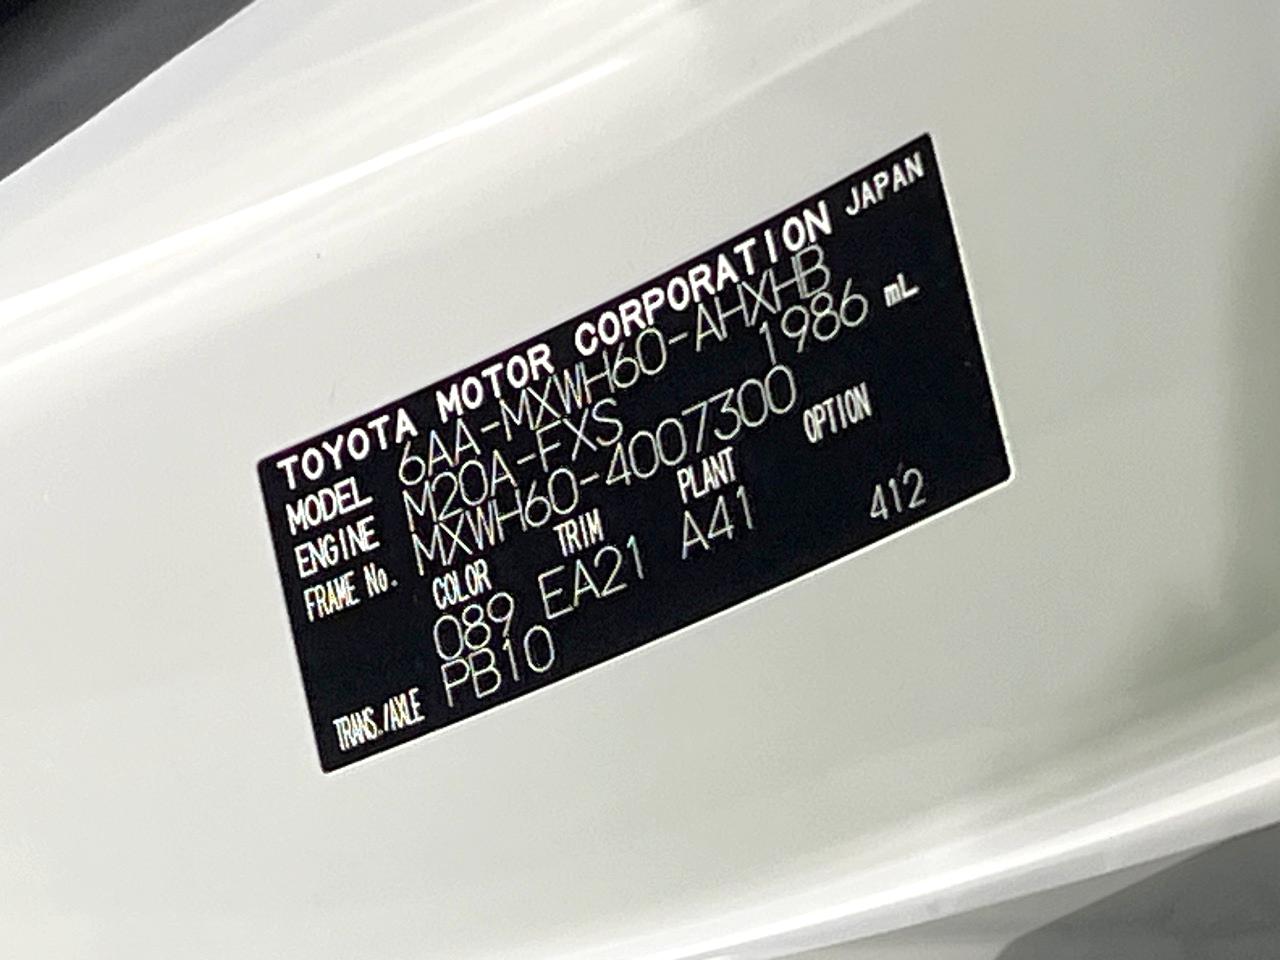 TOYOTA MOTOR CORPORATION JAPAN
MODEL 6AA-MXWH60-AHXHB
ENGINE M20A-FXS 1986 mL
FRAME No. MXWH60-4007300
COLOR TRIM PLANT OPTION
089 EA21 A41 412
TRANS./AXLE PB10